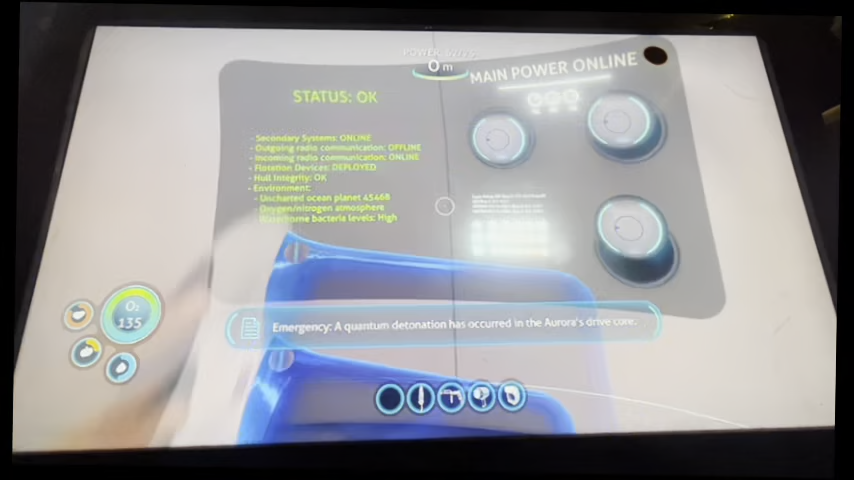 0 m
MAIN POWER ONLINE
STATUS: OK
- Secondary Systems: ONLINE
- Outgoing radio communication: OFFLINE
- Incoming radio communication: ONLINE
- Flotation Devices: DEPLOYED
- Hull Integrity: OK
- Environment:
- Uncharted ocean planet 4546B
- Oxygen/nitrogen atmosphere
bacteria levels: High
O₂
135
Emergency: A quantum detonation has occurred in the Aurora's drive core.